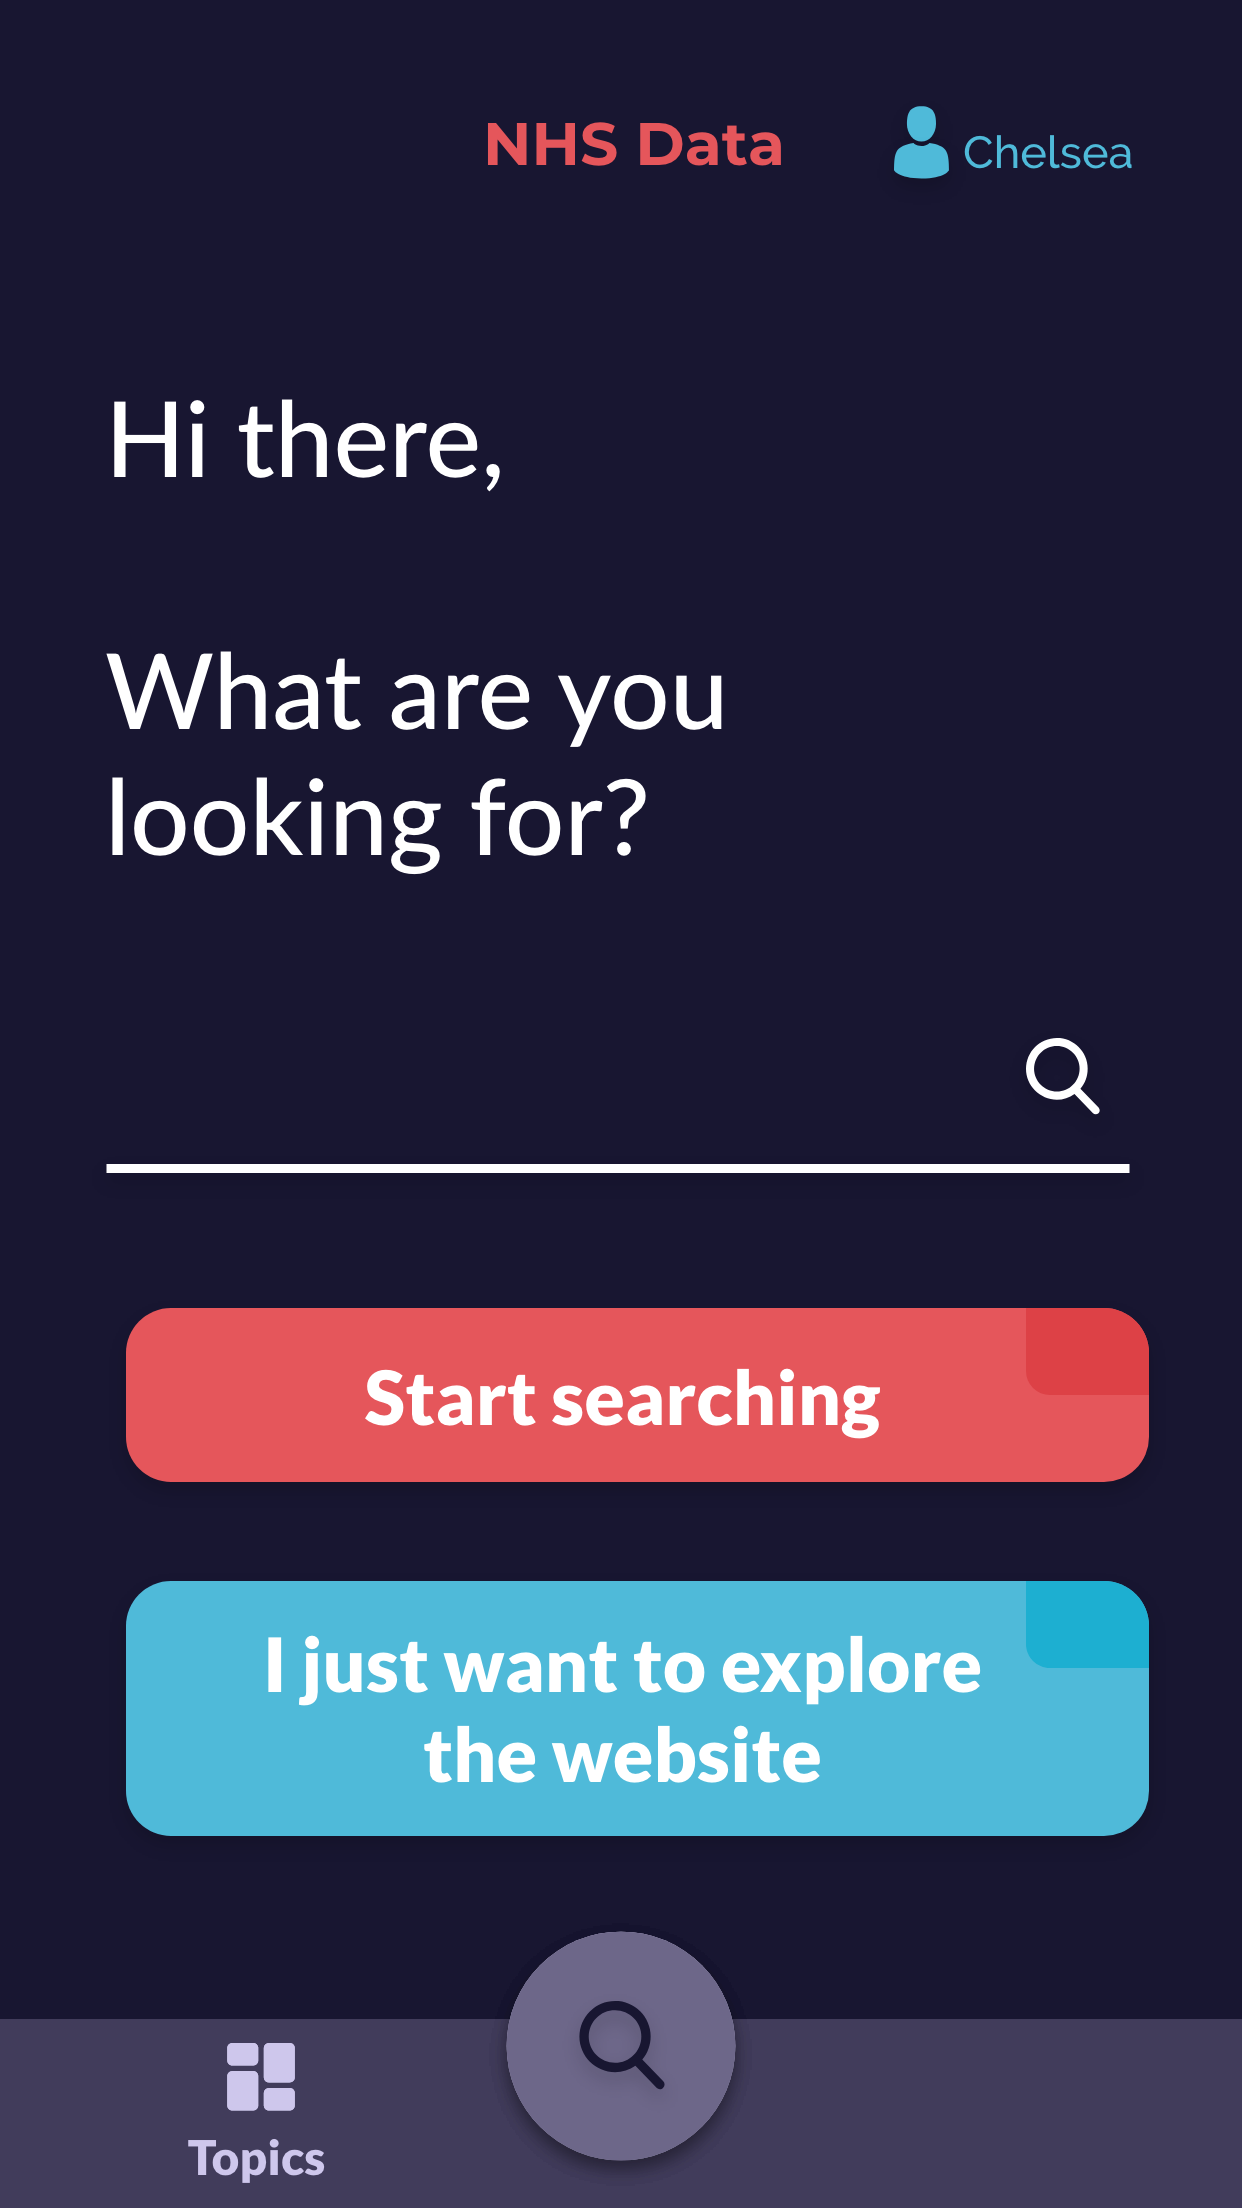 NHS Data
Chelsea
Hi there,
What are you
looking for?
Start searching
I just want to explore
the website
Topics